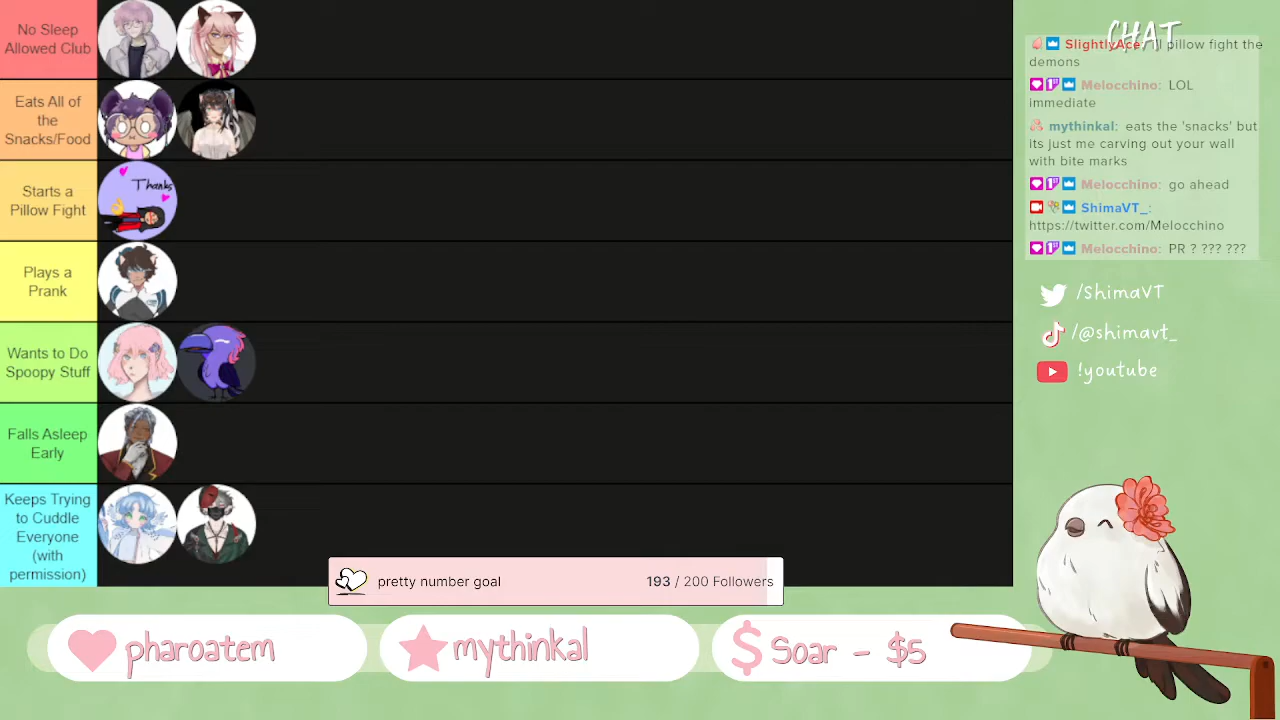 No Sleep
Allowed Club
Eats All of
the
Snacks/Food
Starts a
Pillow Fight
Thanks
Plays a
Prank
Wants to Do
Spoopy Stuff
Falls Asleep
Early
Keeps Trying
to Cuddle
Everyone
(with
permission)
CHAT
SlightlyAce: I'll pillow fight the
demons
Melocchino: LOL
immediate
mythinkal: eats the 'snacks' but
its just me carving out your wall
with bite marks
Melocchino: go ahead
ShimaVT_:
https://twitter.com/Melocchino
Melocchino: PR ? ??? ???
/ShimaVT
/@shimavt_
!youtube
pretty number goal 193 / 200 Followers
pharoatem
mythinkal
$ Soar - $5